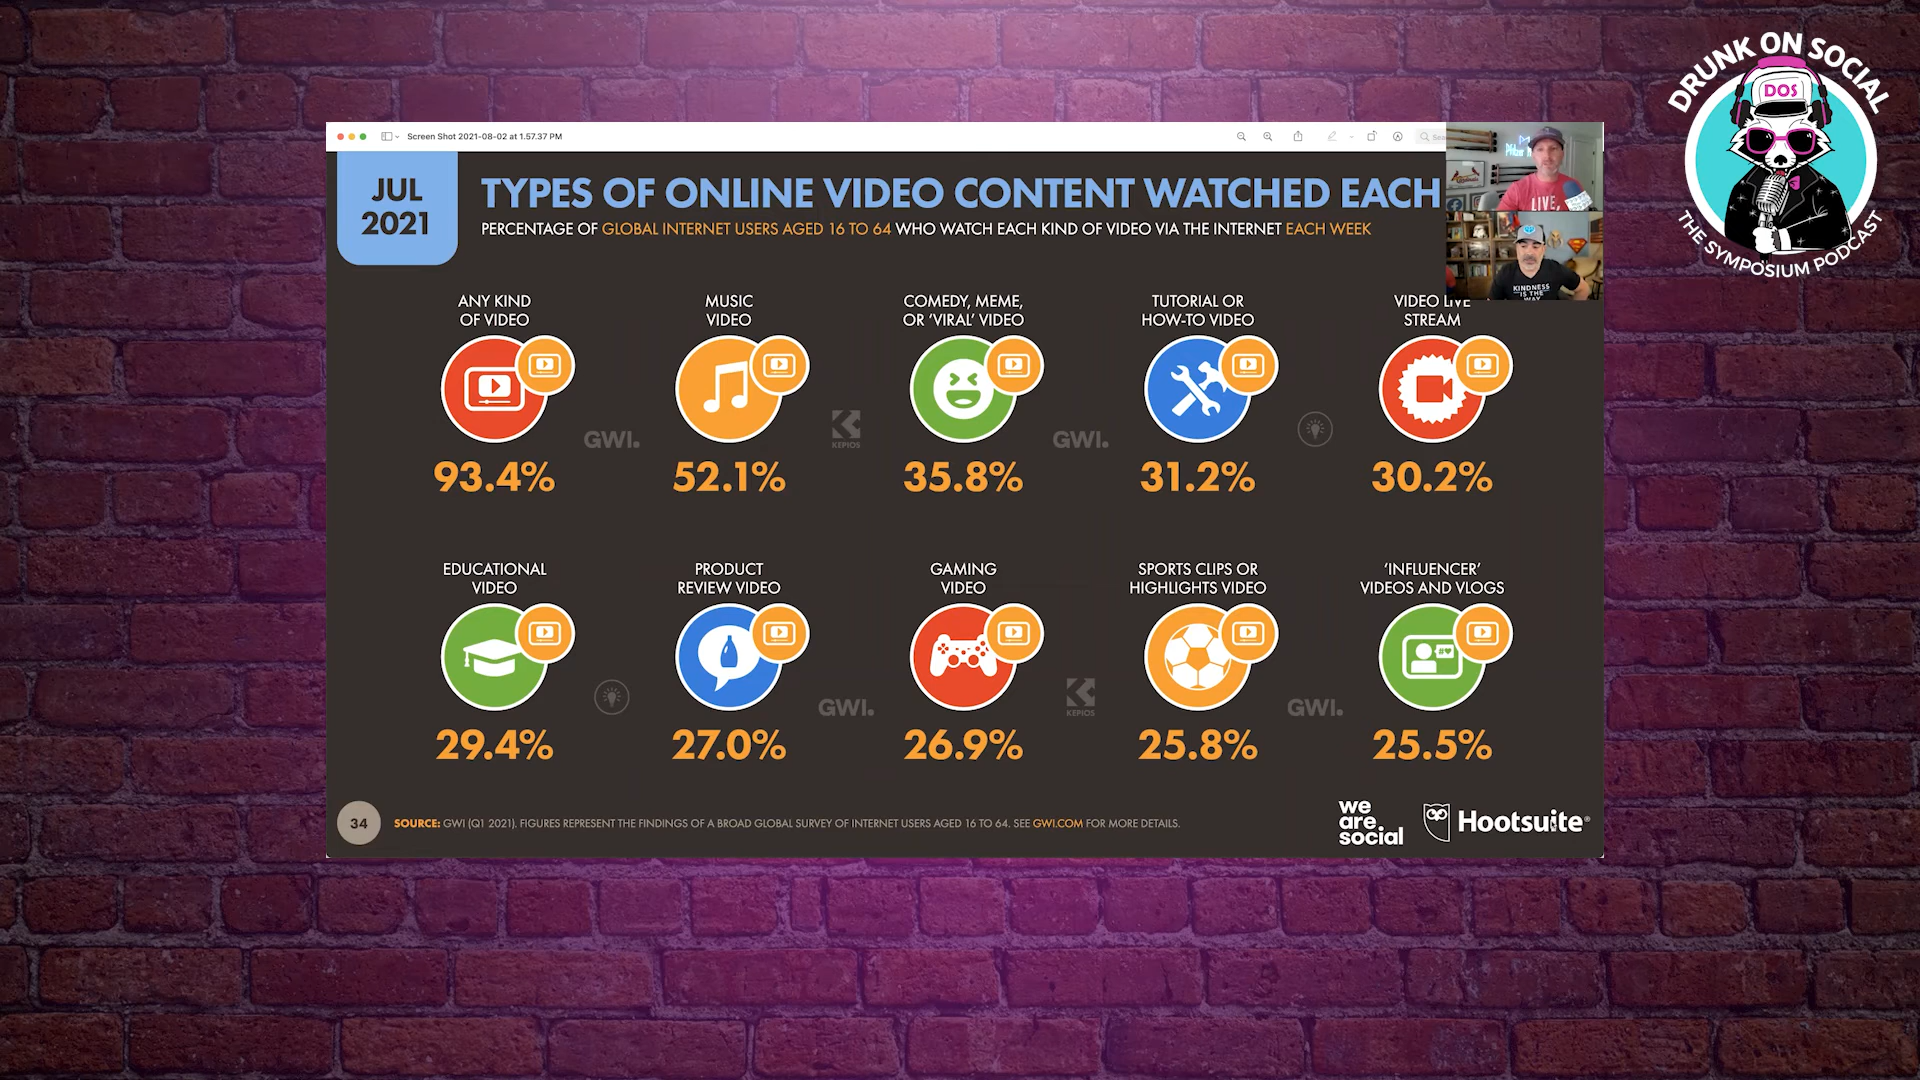 DRUNK ON SOCIAL
DOS
THE SYMPOSIUM PODCAST
Screen Shot 2021-08-02 at 1.57.37 PM
JUL
2021
TYPES OF ONLINE VIDEO CONTENT WATCHED EACH
PERCENTAGE OF GLOBAL INTERNET USERS AGED 16 TO 64 WHO WATCH EACH KIND OF VIDEO VIA THE INTERNET EACH WEEK
LIVE,
KINDNESS
IS THE
WAY
ANY KIND
OF VIDEO
93.4%
MUSIC
VIDEO
52.1%
COMEDY, MEME,
OR ‘VIRAL’ VIDEO
35.8%
TUTORIAL OR
HOW-TO VIDEO
31.2%
VIDEO LIVE
STREAM
30.2%
GWI.
KEPIOS
GWI.
EDUCATIONAL
VIDEO
29.4%
PRODUCT
REVIEW VIDEO
27.0%
GAMING
VIDEO
26.9%
SPORTS CLIPS OR
HIGHLIGHTS VIDEO
25.8%
‘INFLUENCER’
VIDEOS AND VLOGS
25.5%
GWI.
KEPIOS
GWI.
34
SOURCE: GWI (Q1 2021). FIGURES REPRESENT THE FINDINGS OF A BROAD GLOBAL SURVEY OF INTERNET USERS AGED 16 TO 64. SEE GWI.COM FOR MORE DETAILS.
we
are
social
Hootsuite®